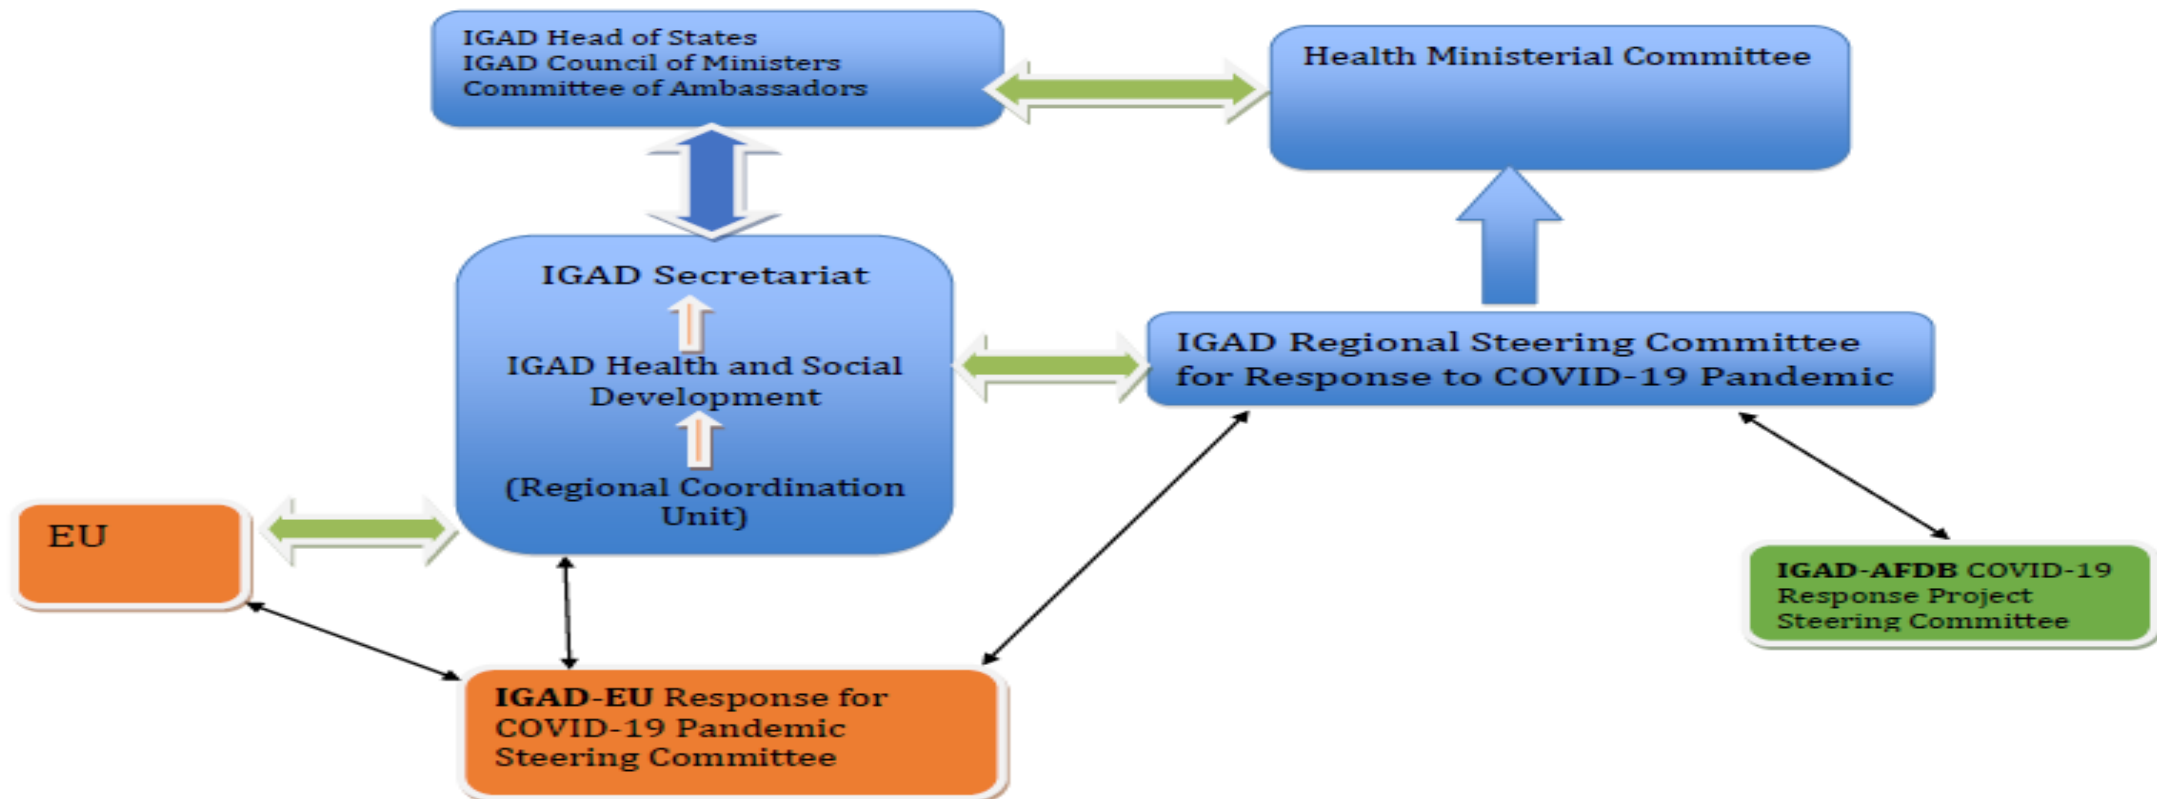 IGAD Head of States
IGAD Council of Ministers
Committee of Ambassadors
Health Ministerial Committee
IGAD Secretariat
IGAD Health and Social
Development
(Regional Coordination
Unit)
IGAD Regional Steering Committee
for Response to COVID-19 Pandemic
EU
IGAD-EU Response for
COVID-19 Pandemic
Steering Committee
IGAD-AFDB COVID-19
Response Project
Steering Committee